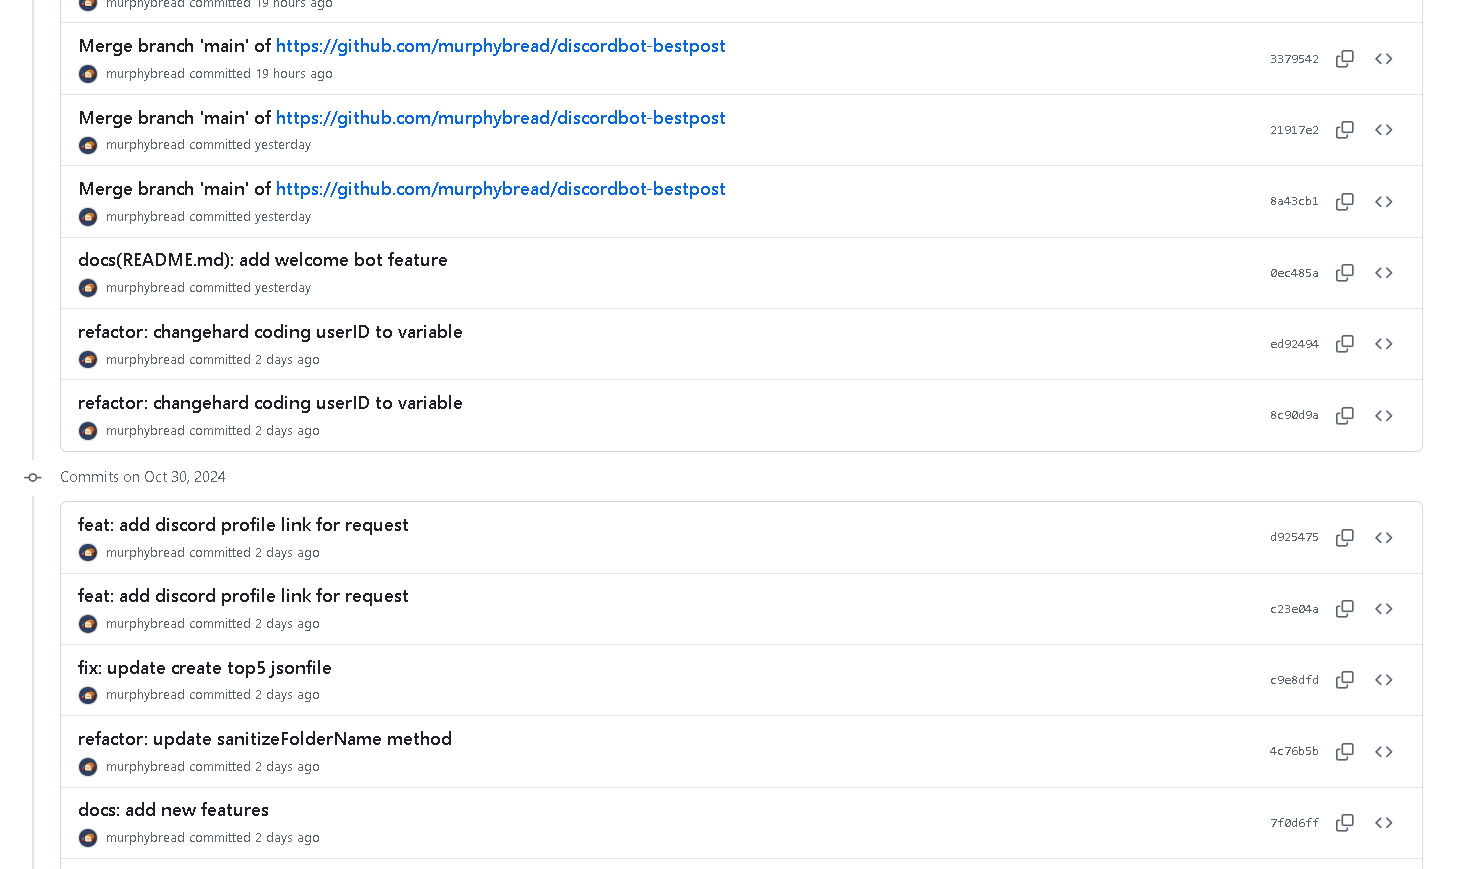 murphybread committed 19 hours ago
Merge branch 'main' of https://github.com/murphybread/discordbot-bestpost
murphybread committed 19 hours ago
3379542
Merge branch 'main' of https://github.com/murphybread/discordbot-bestpost
murphybread committed yesterday
21917e2
Merge branch 'main' of https://github.com/murphybread/discordbot-bestpost
murphybread committed yesterday
8a43cb1
docs(README.md): add welcome bot feature
murphybread committed yesterday
0ec485a
refactor: changehard coding userID to variable
murphybread committed 2 days ago
ed92494
refactor: changehard coding userID to variable
murphybread committed 2 days ago
8c90d9a
Commits on Oct 30, 2024
feat: add discord profile link for request
murphybread committed 2 days ago
d925475
feat: add discord profile link for request
murphybread committed 2 days ago
c23e04a
fix: update create top5 jsonfile
murphybread committed 2 days ago
c9e8dfd
refactor: update sanitizeFolderName method
murphybread committed 2 days ago
4c76b5b
docs: add new features
murphybread committed 2 days ago
7f0d6ff